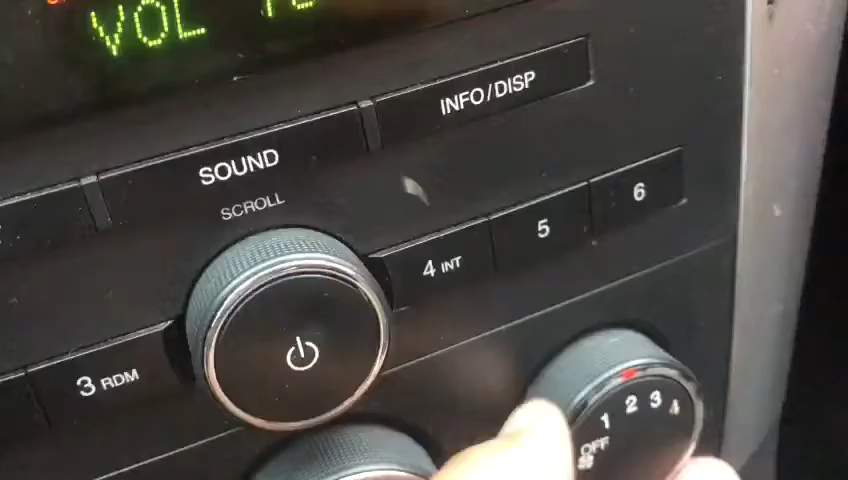 VOL
INFO/DISP
SOUND
SCROLL
6
5
4 INT
3 RDM
1 2 3 4
OFF